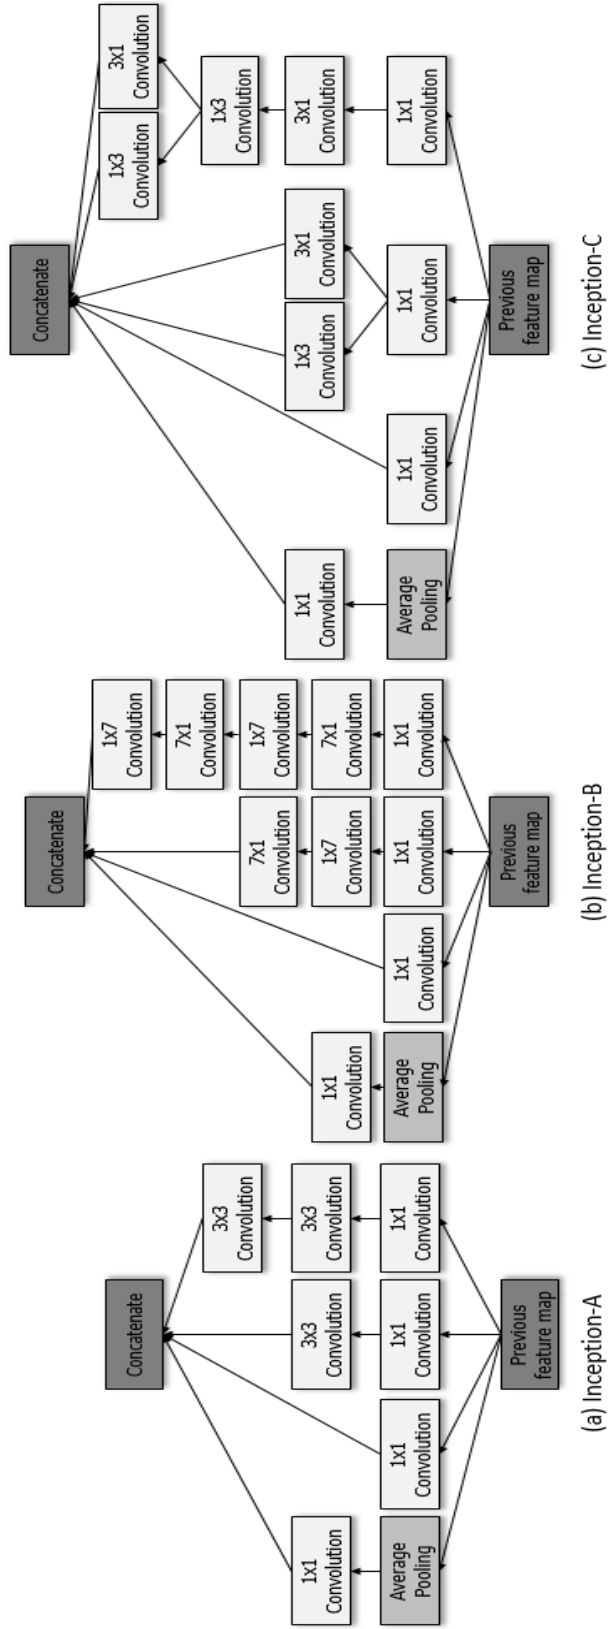 Concatenate
3x3
Convolution
1x1
Convolution
3x3
Convolution
3x3
Convolution
Average
Pooling
1x1
Convolution
1x1
Convolution
1x1
Convolution
Previous
feature map
(a) Inception-A
Concatenate
1x7
Convolution
7x1
Convolution
7x1
Convolution
1x7
Convolution
1x1
Convolution
1x7
Convolution
7x1
Convolution
Average
Pooling
1x1
Convolution
1x1
Convolution
1x1
Convolution
Previous
feature map
(b) Inception-B
Concatenate
1x3
Convolution
3x1
Convolution
1x3
Convolution
1x1
Convolution
1x3
Convolution
3x1
Convolution
3x1
Convolution
Average
Pooling
1x1
Convolution
1x1
Convolution
1x1
Convolution
Previous
feature map
(c) Inception-C